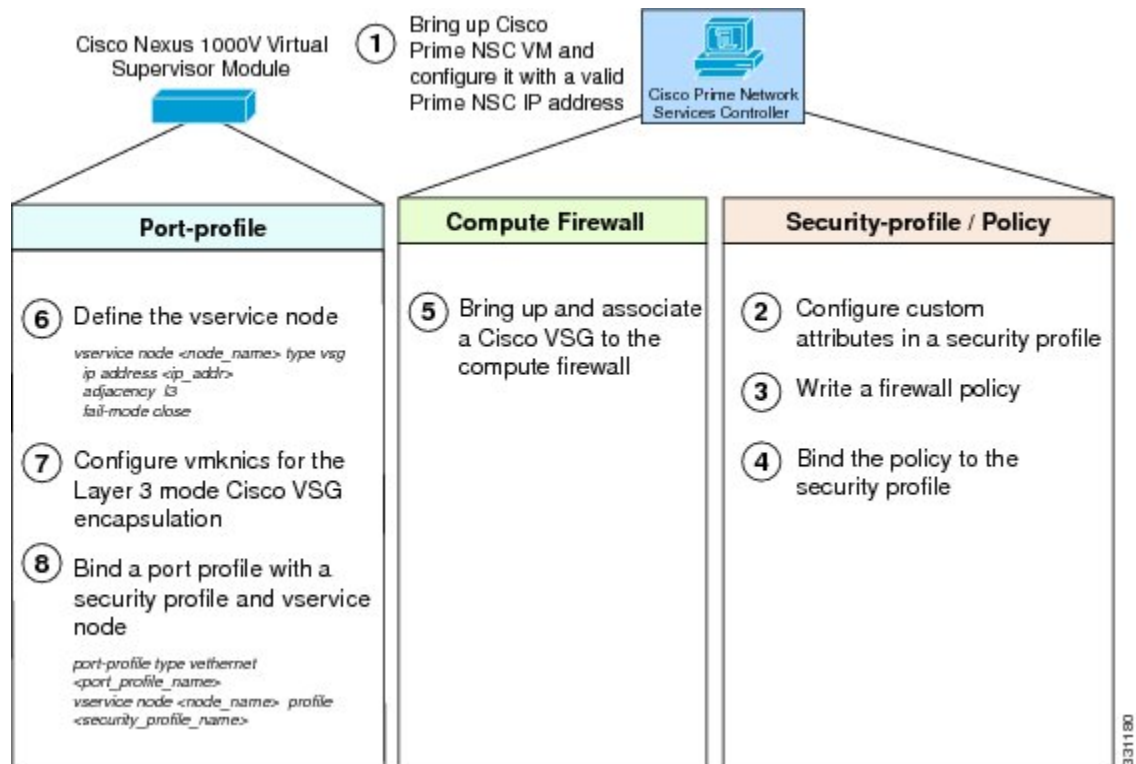 Cisco Nexus 1000V Virtual
Supervisor Module
1
Bring up Cisco
Prime NSC VM and
configure it with a valid
Prime NSC IP address
Cisco Prime Network
Services Controller
Port-profile
6
Define the vservice node
vservice node <node_name> type vsg
ip address <ip_addr>
adjacency l3
fail-mode close
7
Configure vmknics for the
Layer 3 mode Cisco VSG
encapsulation
8
Bind a port profile with a
security profile and vservice
node
port-profile type vethernet
<port_profile_name>
vservice node <node_name> profile
<security_profile_name>
Compute Firewall
5
Bring up and associate
a Cisco VSG to the
compute firewall
Security-profile / Policy
2
Configure custom
attributes in a security profile
3
Write a firewall policy
4
Bind the policy to the
security profile
331180